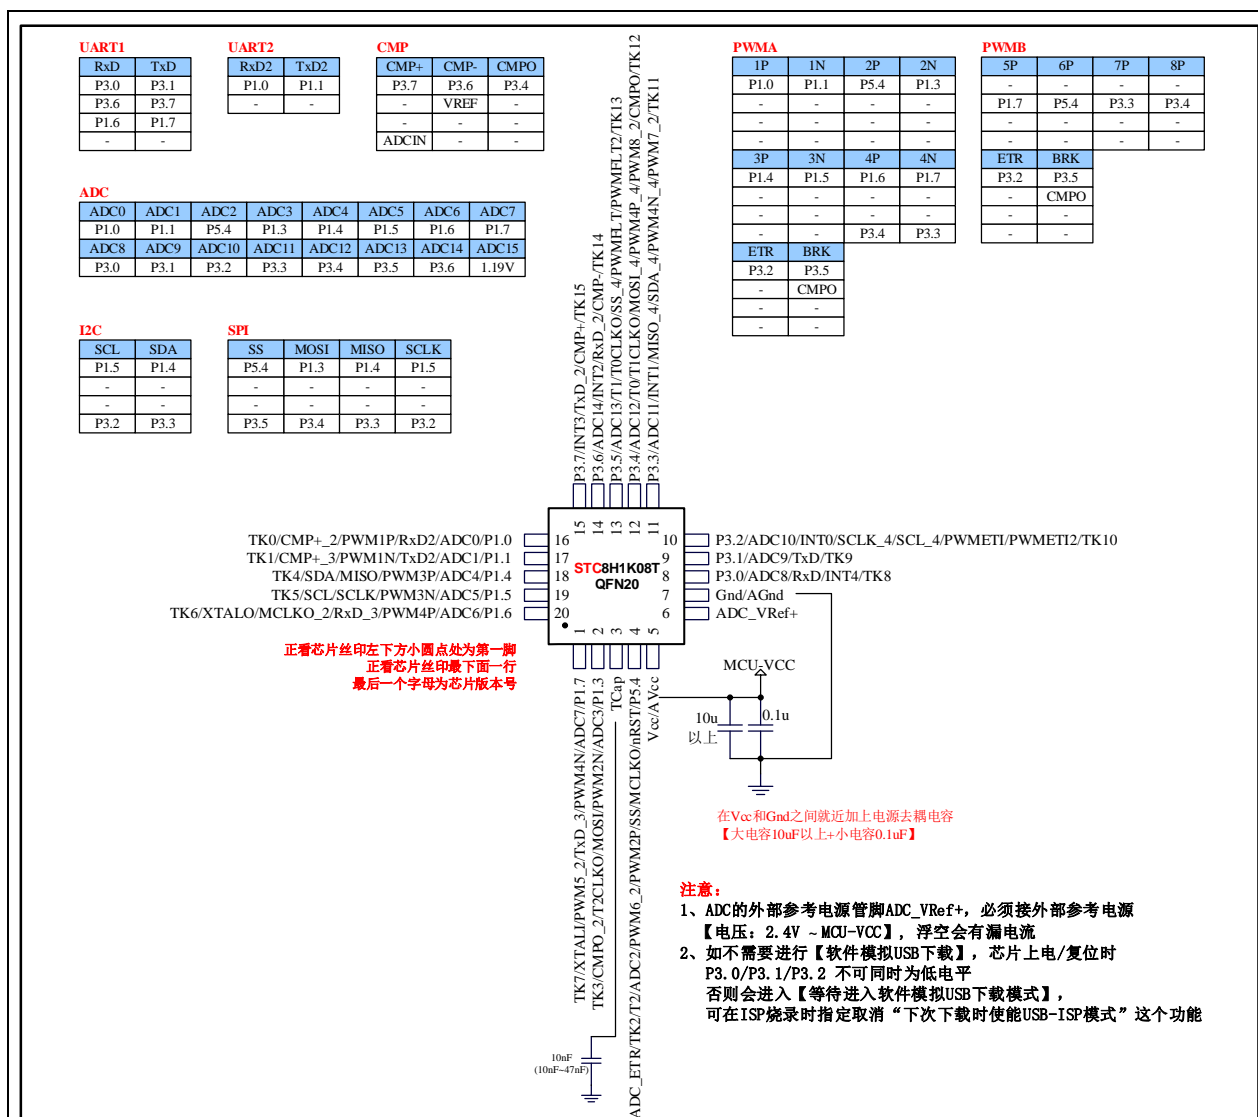 UART1
RxD TxD
P3.0 P3.1
P3.6 P3.7
P1.6 P1.7
- -
UART2
RxD2 TxD2
P1.0 P1.1
- -
CMP
CMP+ CMP- CMPO
P3.7 P3.6 P3.4
- VREF -
- - -
ADCIN - -
PWMA
1P 1N 2P 2N
P1.0 P1.1 P5.4 P1.3
- - - -
- - - -
- - - -
3P 3N 4P 4N
P1.4 P1.5 P1.6 P1.7
- - - -
- - - -
- - P3.4 P3.3
ETR BRK
P3.2 P3.5
- CMPO
- -
- -
PWMB
5P 6P 7P 8P
- - - -
P1.7 P5.4 P3.3 P3.4
- - - -
- - - -
ETR BRK
P3.2 P3.5
- CMPO
- -
- -
ADC
ADC0 ADC1 ADC2 ADC3 ADC4 ADC5 ADC6 ADC7
P1.0 P1.1 P5.4 P1.3 P1.4 P1.5 P1.6 P1.7
ADC8 ADC9 ADC10 ADC11 ADC12 ADC13 ADC14 ADC15
P3.0 P3.1 P3.2 P3.3 P3.4 P3.5 P3.6 1.19V
I2C
SCL SDA
P1.5 P1.4
- -
- -
P3.2 P3.3
SPI
SS MOSI MISO SCLK
P5.4 P1.3 P1.4 P1.5
- - - -
- - - -
P3.5 P3.4 P3.3 P3.2
P3.7/INT3/TxD_2/CMP+/TK15
P3.6/ADC14/INT2/RxD_2/CMP-/TK14
P3.5/ADC13/T1/T0CLKO/SS_4/PWMFLT/PWMFLT2/TK13
P3.4/ADC12/T0/T1CLKO/MOSI_4/PWM4P_4/PWM8_2/CMPO/TK12
P3.3/ADC11/INT1/MISO_4/SDA_4/PWM4N_4/PWM7_2/TK11
15 14 13 12 11
TK0/CMP+_2/PWM1P/RxD2/ADC0/P1.0 16
TK1/CMP+_3/PWM1N/TxD2/ADC1/P1.1 17
TK4/SDA/MISO/PWM3P/ADC4/P1.4 18
TK5/SCL/SCLK/PWM3N/ADC5/P1.5 19
TK6/XTALO/MCLKO_2/RxD_3/PWM4P/ADC6/P1.6 20
STC8H1K08T
QFN20
10 P3.2/ADC10/INT0/SCLK_4/SCL_4/PWMETI/PWMETI2/TK10
9 P3.1/ADC9/TxD/TK9
8 P3.0/ADC8/RxD/INT4/TK8
7 Gnd/AGnd
6 ADC_VRef+
1 2 3 4 5
TK7/XTALI/PWM5_2/TxD_3/PWM4N/ADC7/P1.7
TK3/CMPO_2/T2CLKO/MOSI/PWM2N/ADC3/P1.3
TCap
ADC_ETR/TK2/T2/ADC2/PWM6_2/PWM2P/SS/MCLKO/nRST/P5.4
Vcc/AVcc
正看芯片丝印左下方小圆点处为第一脚
正看芯片丝印最下面一行
最后一个字母为芯片版本号
MCU-VCC
10u
以上
0.1u
在Vcc和Gnd之间就近加上电源去耦电容
【大电容10uF以上+小电容0.1uF】
10nF
(10nF~47nF)
注意：
1、ADC的外部参考电源管脚ADC_VRef+，必须接外部参考电源
【电压：2.4V ~ MCU-VCC】，浮空会有漏电流
2、如不需要进行【软件模拟USB下载】，芯片上电/复位时
P3.0/P3.1/P3.2 不可同时为低电平
否则会进入【等待进入软件模拟USB下载模式】，
可在ISP烧录时指定取消“下次下载时使能USB-ISP模式”这个功能